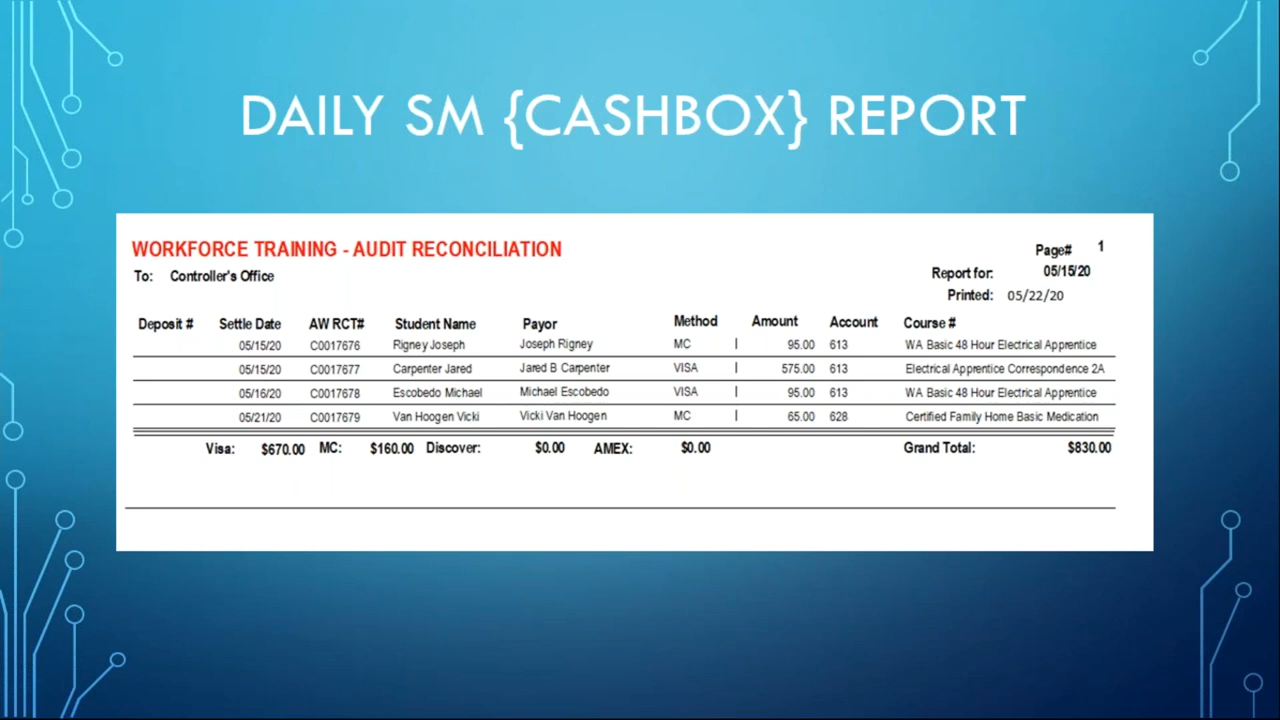 DAILY SM {CASHBOX} REPORT
WORKFORCE TRAINING - AUDIT RECONCILIATION
Page# 1
To: Controller's Office
Report for: 05/15/20
Printed: 05/22/20
Deposit # Settle Date AW RCT# Student Name Payor Method Amount Account Course #
05/15/20 C0017676 Rigney Joseph Joseph Rigney MC | 95.00 613 WA Basic 48 Hour Electrical Apprentice
05/15/20 C0017677 Carpenter Jared Jared B Carpenter VISA | 575.00 613 Electrical Apprentice Correspondence 2A
05/16/20 C0017678 Escobedo Michael Michael Escobedo VISA | 95.00 613 WA Basic 48 Hour Electrical Apprentice
05/21/20 C0017679 Van Hoogen Vicki Vicki Van Hoogen MC | 65.00 628 Certified Family Home Basic Medication
Visa: $670.00 MC: $160.00 Discover: $0.00 AMEX: $0.00 Grand Total: $830.00